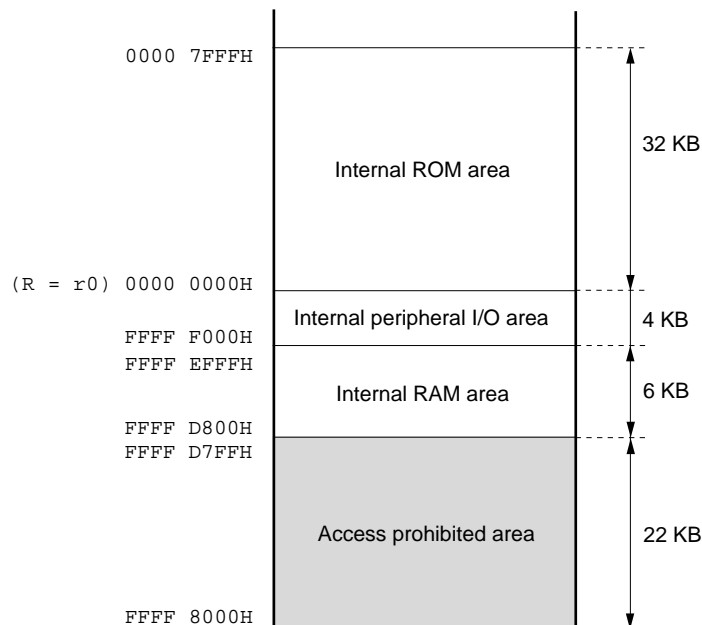 0000 7FFFH
32 KB
Internal ROM area
(R = r0) 0000 0000H
Internal peripheral I/O area
4 KB
FFFF F000H
FFFF EFFFH
Internal RAM area
6 KB
FFFF D800H
FFFF D7FFH
Access prohibited area
22 KB
FFFF 8000H